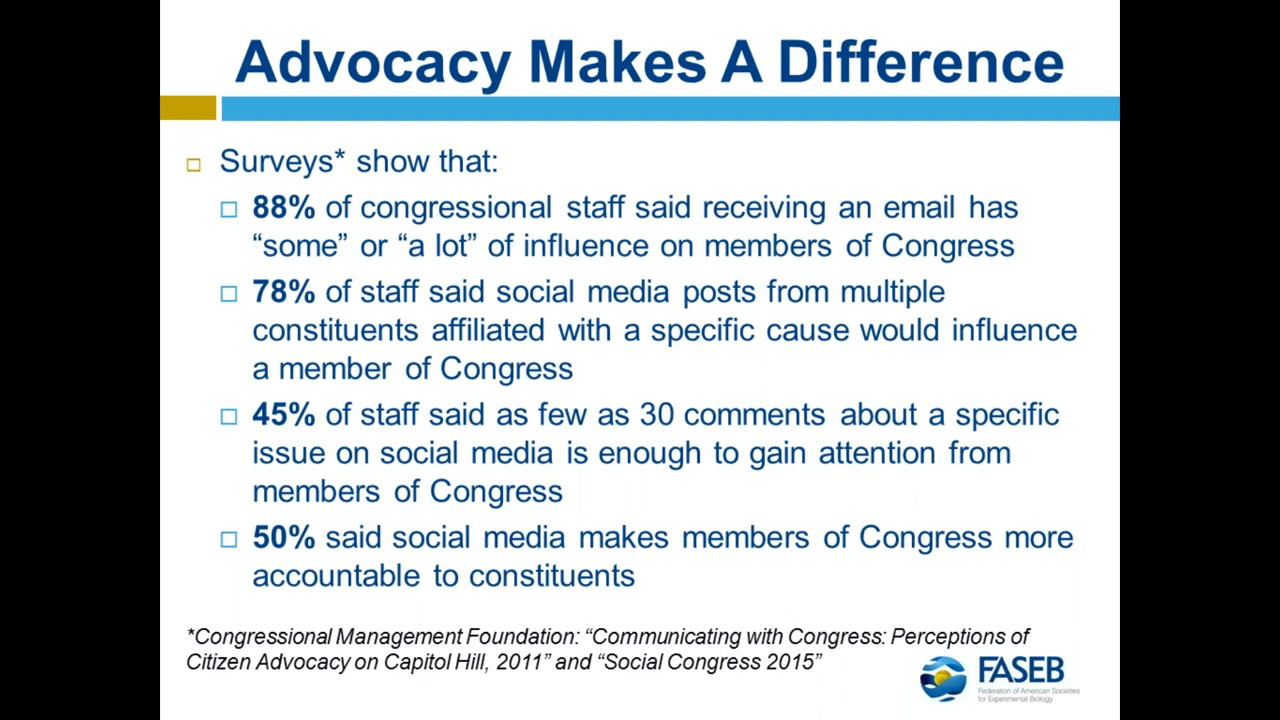 Advocacy Makes A Difference
Surveys* show that:
88% of congressional staff said receiving an email has
“some” or “a lot” of influence on members of Congress
78% of staff said social media posts from multiple
constituents affiliated with a specific cause would influence
a member of Congress
45% of staff said as few as 30 comments about a specific
issue on social media is enough to gain attention from
members of Congress
50% said social media makes members of Congress more
accountable to constituents
*Congressional Management Foundation: “Communicating with Congress: Perceptions of
Citizen Advocacy on Capitol Hill, 2011” and “Social Congress 2015”
FASEB
Federation of American Societies
for Experimental Biology